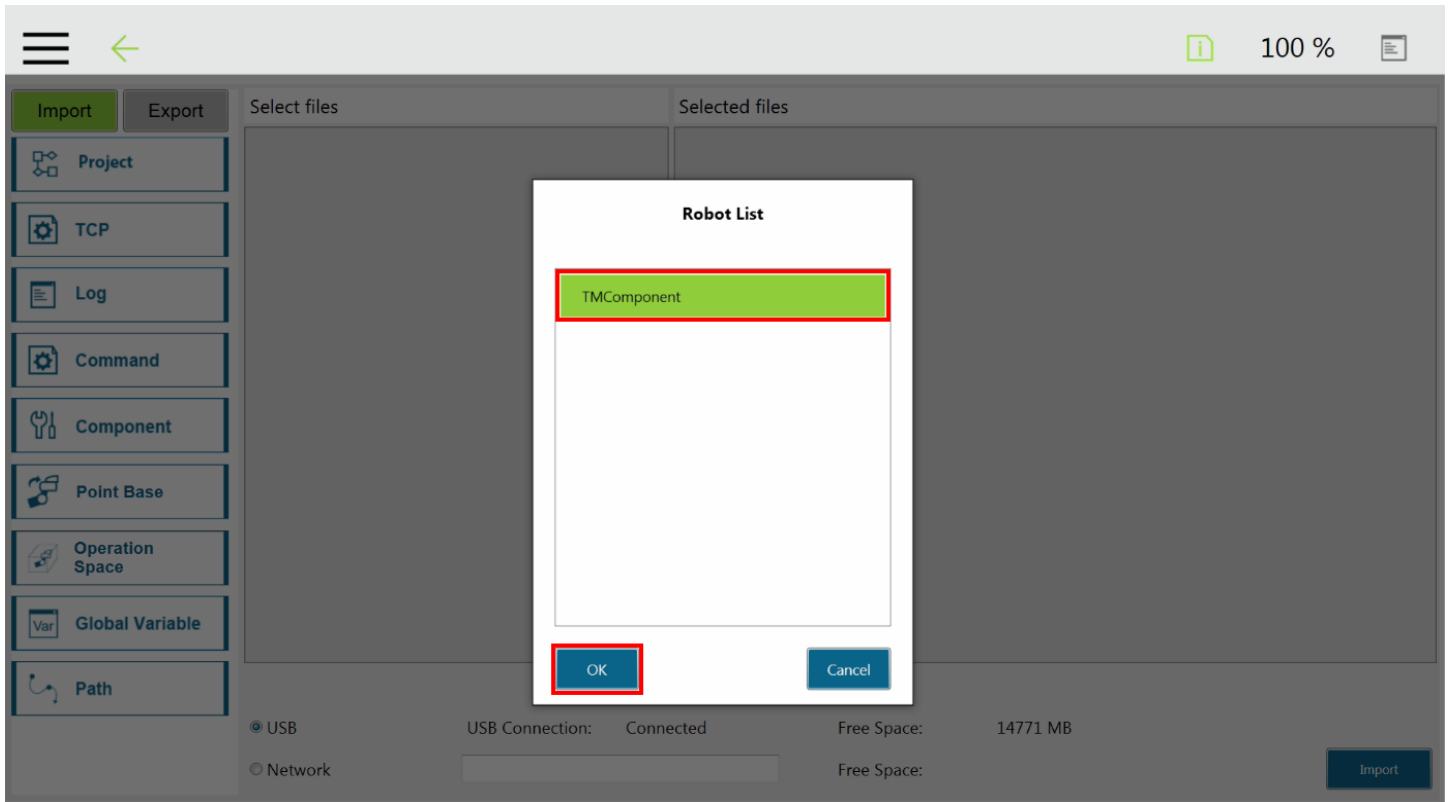 100 %
Import Export Select files Selected files
Project
TCP
Log
Command
Component
Point Base
Operation
Space
Var Global Variable
Path
Robot List
TMComponent
OK Cancel
USB USB Connection: Connected Free Space: 14771 MB
Network Free Space:
Import